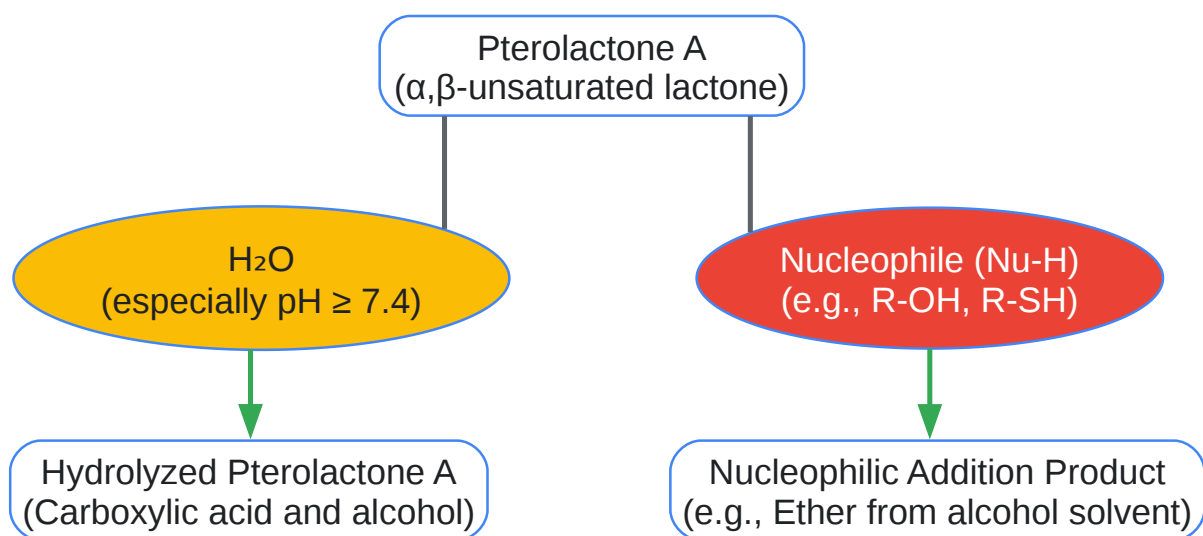 Pterolactone A
(α,β-unsaturated lactone)
H₂O
(especially pH ≥ 7.4)
Nucleophile (Nu-H)
(e.g., R-OH, R-SH)
Hydrolyzed Pterolactone A
(Carboxylic acid and alcohol)
Nucleophilic Addition Product
(e.g., Ether from alcohol solvent)